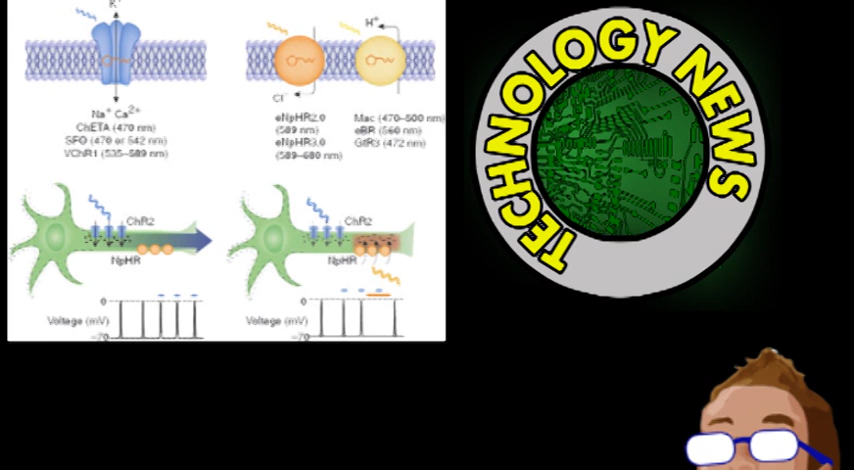 K⁺
H⁺
Na⁺ Ca²⁺
ChETA (470 nm)
SFO (470 or 542 nm)
VChR1 (535–589 nm)
Cl⁻
eNpHR2.0
(589 nm)
eNpHR3.0
(589–680 nm)
Mac (470–500 nm)
eBR (560 nm)
GtR3 (472 nm)
ChR2
NpHR
0
Voltage (mV)
–70
ChR2
NpHR
0
Voltage (mV)
–70
TECHNOLOGY NEWS